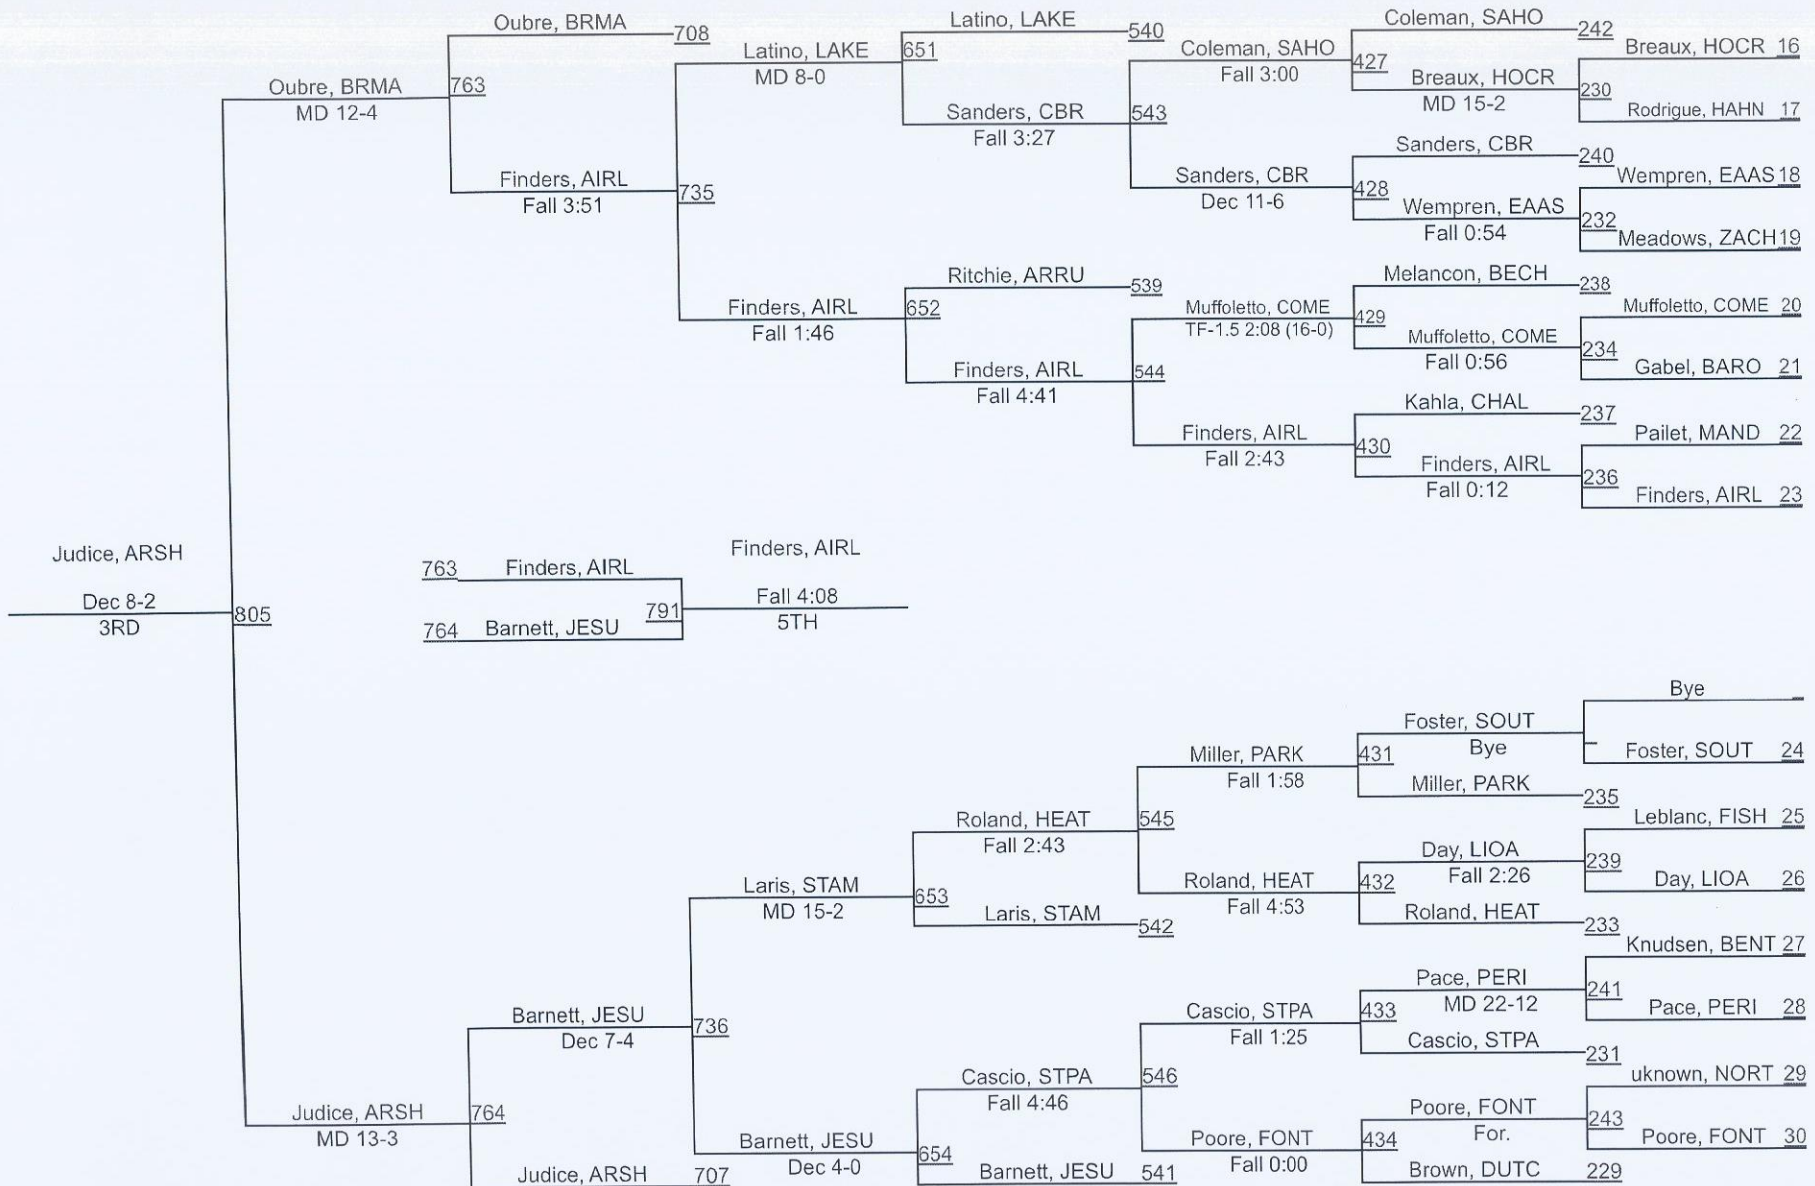 Oubre, BRMA
708
Latino, LAKE
540
Coleman, SAHO
242
Breaux, HOCR 16
Latino, LAKE
MD 8-0
651
Coleman, SAHO
Fall 3:00
427
Breaux, HOCR
MD 15-2
230
Rodrigue, HAHN 17
Oubre, BRMA
MD 12-4
763
Sanders, CBR
Fall 3:27
543
Sanders, CBR
240
Wempren, EAAS 18
Finders, AIRL
Fall 3:51
735
Sanders, CBR
Dec 11-6
428
Wempren, EAAS
Fall 0:54
232
Meadows, ZACH 19
Ritchie, ARRU
539
Melancon, BECH
238
Muffoletto, COME 20
Finders, AIRL
Fall 1:46
652
Muffoletto, COME
TF-1.5 2:08 (16-0)
429
Muffoletto, COME
Fall 0:56
234
Gabel, BARO 21
Finders, AIRL
Fall 4:41
544
Kahla, CHAL
237
Pailet, MAND 22
Finders, AIRL
Fall 2:43
430
Finders, AIRL
Fall 0:12
236
Finders, AIRL 23
Judice, ARSH
Dec 8-2
3RD
805
763 Finders, AIRL
764 Barnett, JESU
791
Finders, AIRL
Fall 4:08
5TH
Bye
Foster, SOUT
Bye
Foster, SOUT 24
Miller, PARK
Fall 1:58
431
Miller, PARK
235
Leblanc, FISH 25
Roland, HEAT
Fall 2:43
545
Day, LIOA
Fall 2:26
239
Day, LIOA 26
Laris, STAM
MD 15-2
653
Roland, HEAT
Fall 4:53
432
Roland, HEAT
233
Laris, STAM
542
Knudsen, BENT 27
Barnett, JESU
Dec 7-4
736
Cascio, STPA
Fall 1:25
433
Pace, PERI
MD 22-12
241
Pace, PERI 28
Cascio, STPA
231
Cascio, STPA
Fall 4:46
546
uknown, NORT 29
Judice, ARSH
MD 13-3
764
Barnett, JESU
Dec 4-0
654
Poore, FONT
Fall 0:00
434
Poore, FONT
For.
243
Poore, FONT 30
Judice, ARSH
707
Barnett, JESU
541
Brown, DUTC
229